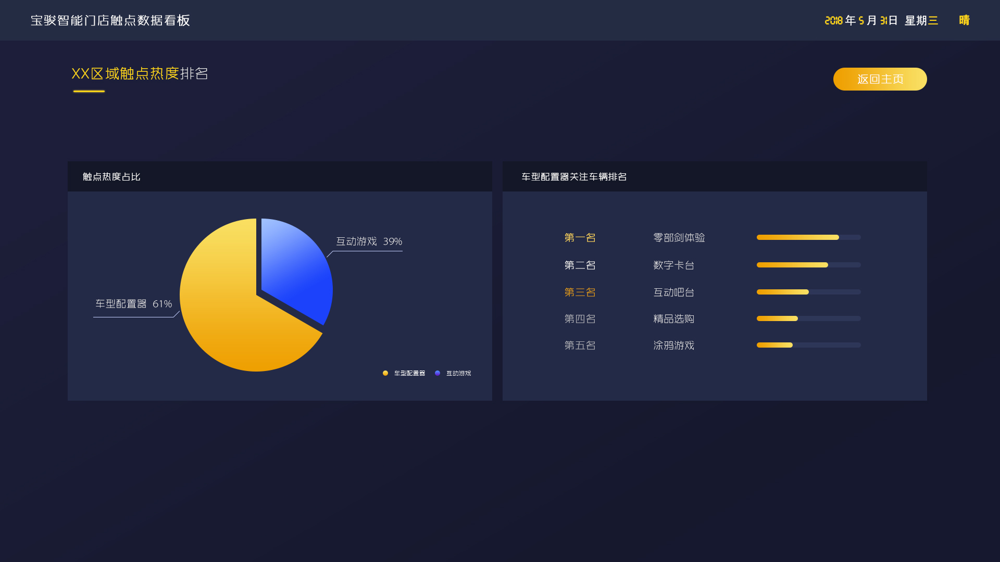 宝骏智能门店触点数据看板
2018年5月31日 星期三 晴
XX区域触点热度排名
返回主页
触点热度占比
互动游戏 39%
车型配置器 61%
车型配置器 互动游戏
车型配置器关注车辆排名
第一名 零部剑体验
第二名 数字卡台
第三名 互动吧台
第四名 精品选购
第五名 涂鸦游戏